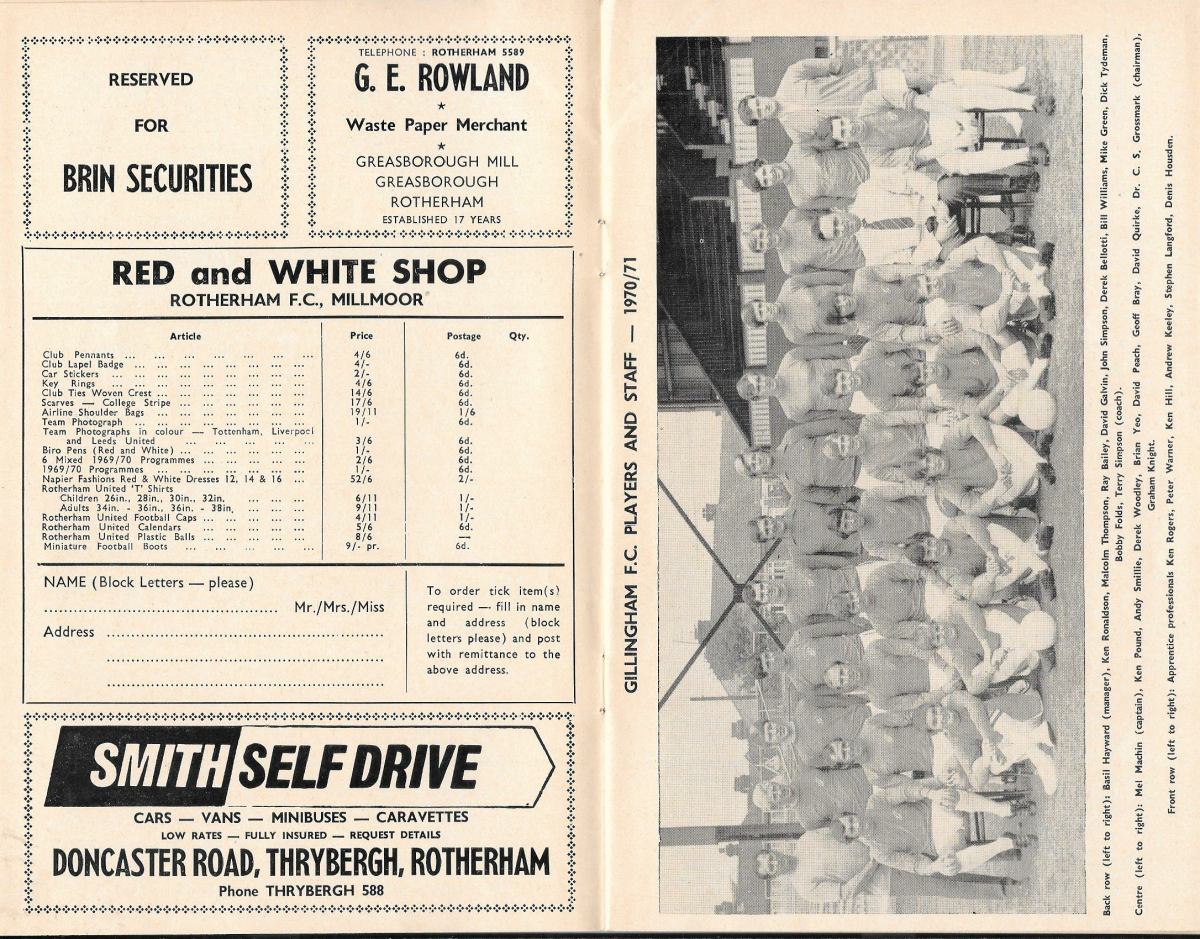 RESERVED
FOR
BRIN SECURITIES
TELEPHONE : ROTHERHAM 5589
G. E. ROWLAND
★
Waste Paper Merchant
★
GREASBOROUGH MILL
GREASBOROUGH
ROTHERHAM
ESTABLISHED 17 YEARS
RED and WHITE SHOP
ROTHERHAM F.C., MILLMOOR
Article Price Postage Qty.
Club Pennants ... ... ... ... ... ... ... 4/6 6d.
Club Lapel Badge ... ... ... ... ... ... 4/- 6d.
Car Stickers ... ... ... ... ... ... ... 2/- 6d.
Key Rings ... ... ... ... ... ... ... 4/6 6d.
Club Ties Woven Crest ... ... ... ... ... 14/6 6d.
Scarves — College Stripe ... ... ... ... ... 17/6 6d.
Airline Shoulder Bags ... ... ... ... ... ... 19/11 1/6
Team Photograph ... ... ... ... ... ... 1/- 6d.
Team Photographs in colour — Tottenham, Liverpool
and Leeds United ... ... ... ... ... 3/6 6d.
Biro Pens (Red and White) ... ... ... ... ... 1/- 6d.
6 Mixed 1969/70 Programmes ... ... ... ... 2/6 6d.
1969/70 Programmes ... ... ... ... ... ... 1/- 6d.
Napier Fashions Red & White Dresses 12, 14 & 16 ... 52/6 2/-
Rotherham United 'T' Shirts
Children 26in., 28in., 30in., 32in. ... ... ... 6/11 1/-
Adults 34in. - 36in., 36in. - 38in. ... ... ... 9/11 1/-
Rotherham United Football Caps ... ... ... ... 4/11 1/-
Rotherham United Calendars ... ... ... ... 5/6 6d.
Rotherham United Plastic Balls ... ... ... ... 8/6 —
Miniature Football Boots ... ... ... ... ... 9/- pr. 6d.
NAME (Block Letters — please)
Mr./Mrs./Miss
Address
To order tick item(s)
required — fill in name
and address (block
letters please) and post
with remittance to the
above address.
SMITH SELF DRIVE
CARS — VANS — MINIBUSES — CARAVETTES
LOW RATES — FULLY INSURED — REQUEST DETAILS
DONCASTER ROAD, THRYBERGH, ROTHERHAM
Phone THRYBERGH 588
GILLINGHAM F.C. PLAYERS AND STAFF — 1970/71
Back row (left to right): Basil Hayward (manager), Ken Ronaldson, Malcolm Thompson, Ray Bailey, David Galvin, John Simpson, Derek Bellotti, Bill Williams, Mike Green, Dick Tydeman,
Bobby Folds, Terry Simpson (coach).
Centre (left to right): Mel Machin (captain), Ken Pound, Andy Smillie, Derek Woodley, Brian Yeo, David Peach, Geoff Bray, David Quirke, Dr. C. S. Grossmark (chairman),
Graham Knight.
Front row (left to right): Apprentice professionals Ken Rogers, Peter Warner, Ken Hill, Andrew Keeley, Stephen Langford, Denis Housden.